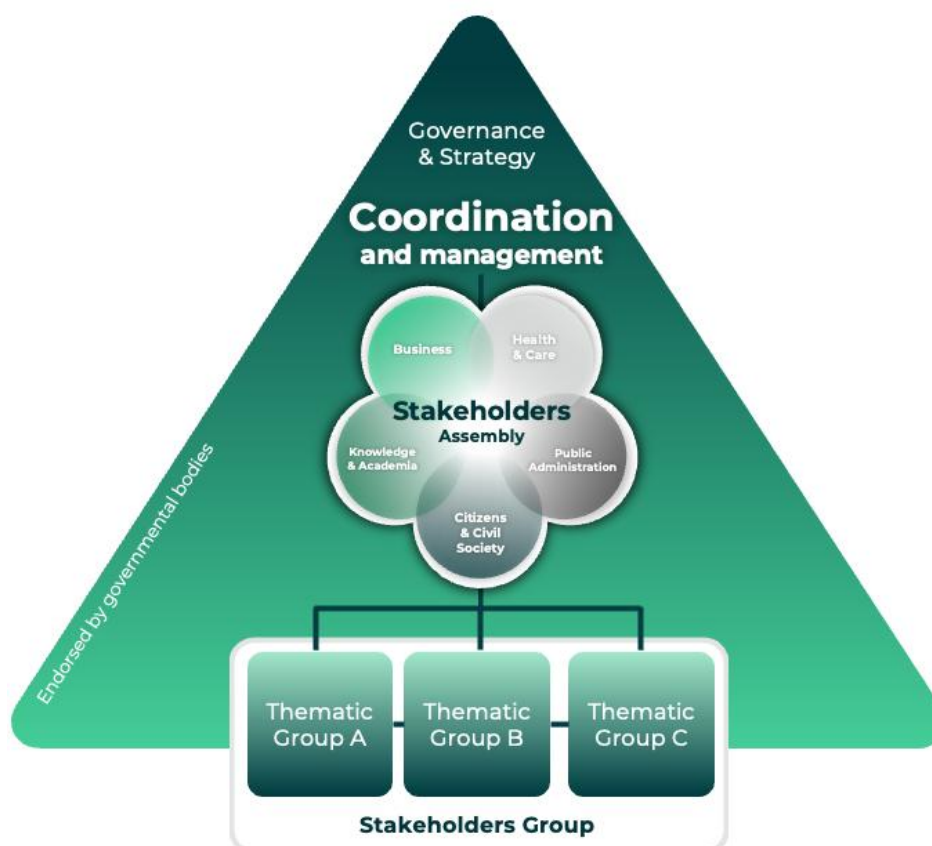 Governance
& Strategy
Coordination
and management
Business
Health
& Care
Stakeholders
Assembly
Knowledge
& Academia
Public
Administration
Citizens
& Civil
Society
Endorsed by governmental bodies
Thematic
Group A
Thematic
Group B
Thematic
Group C
Stakeholders Group